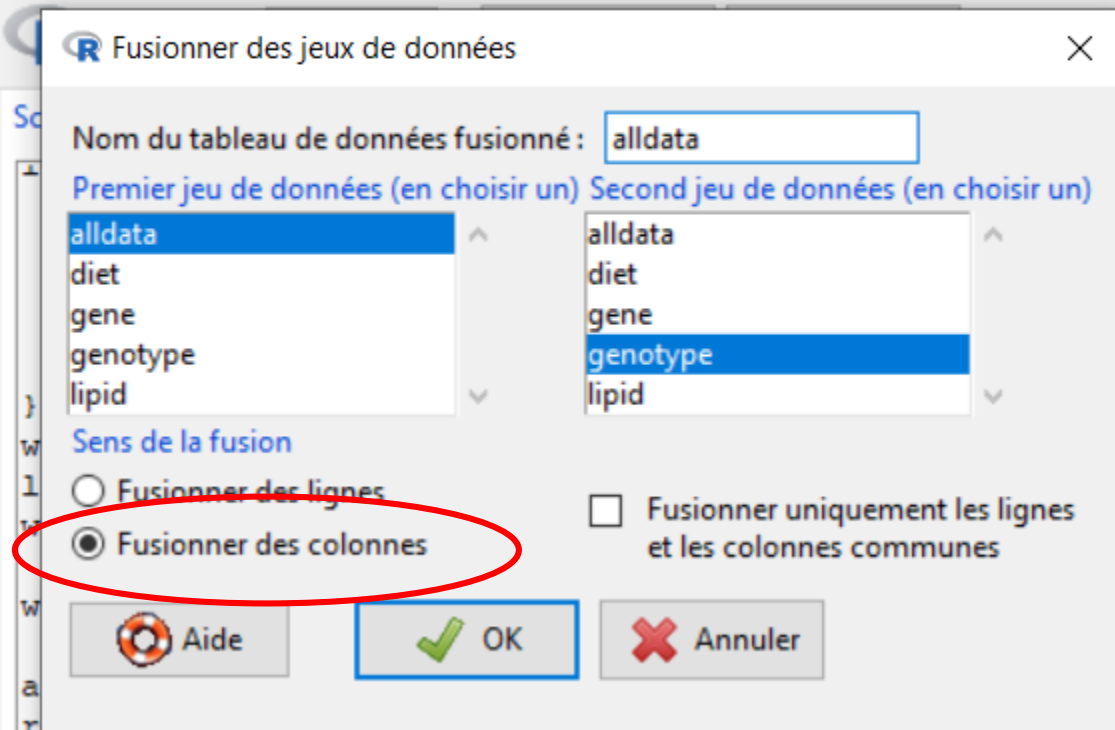 Fusionner des jeux de données
Nom du tableau de données fusionné :
alldata
Premier jeu de données (en choisir un)
Second jeu de données (en choisir un)
alldata
diet
gene
genotype
lipid
alldata
diet
gene
genotype
lipid
Sens de la fusion
Fusionner des lignes
Fusionner des colonnes
Fusionner uniquement les lignes
et les colonnes communes
Aide
OK
Annuler